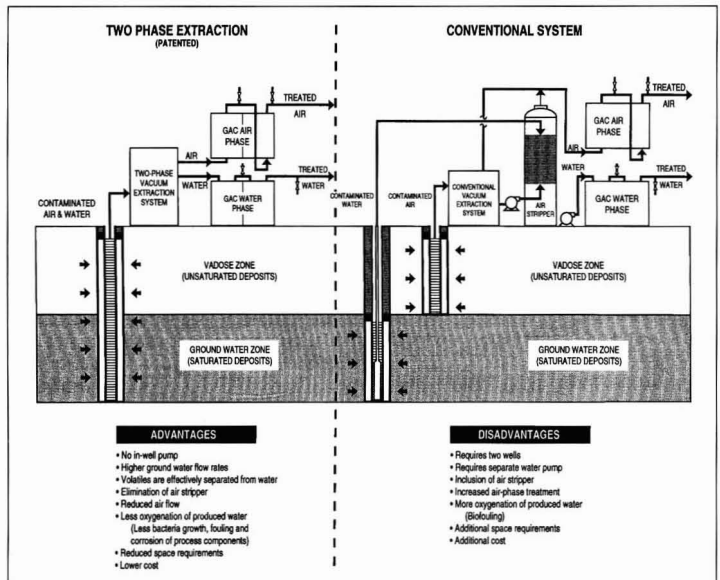 TWO PHASE EXTRACTION
(PATENTED)
TREATED
AIR
GAC AIR
PHASE
AIR
WATER
TWO-PHASE
VACUUM
EXTRACTION
SYSTEM
TREATED
WATER
GAC WATER
PHASE
CONTAMINATED
AIR & WATER
VADOSE ZONE
(UNSATURATED DEPOSITS)
GROUND WATER ZONE
(SATURATED DEPOSITS)
ADVANTAGES
• No in-well pump
• Higher ground water flow rates
• Volatiles are effectively separated from water
• Elimination of air stripper
• Reduced air flow
• Less oxygenation of produced water
(Less bacteria growth, fouling and
corrosion of process components)
• Reduced space requirements
• Lower cost
CONVENTIONAL SYSTEM
TREATED
AIR
GAC AIR
PHASE
AIR
WATER
TREATED
WATER
GAC WATER
PHASE
CONTAMINATED
WATER
CONTAMINATED
AIR
CONVENTIONAL
VACUUM
EXTRACTION
SYSTEM
AIR
STRIPPER
VADOSE ZONE
(UNSATURATED DEPOSITS)
GROUND WATER ZONE
(SATURATED DEPOSITS)
DISADVANTAGES
• Requires two wells
• Requires separate water pump
• Inclusion of air stripper
• Increased air-phase treatment
• More oxygenation of produced water
(Biofouling)
• Additional space requirements
• Additional cost